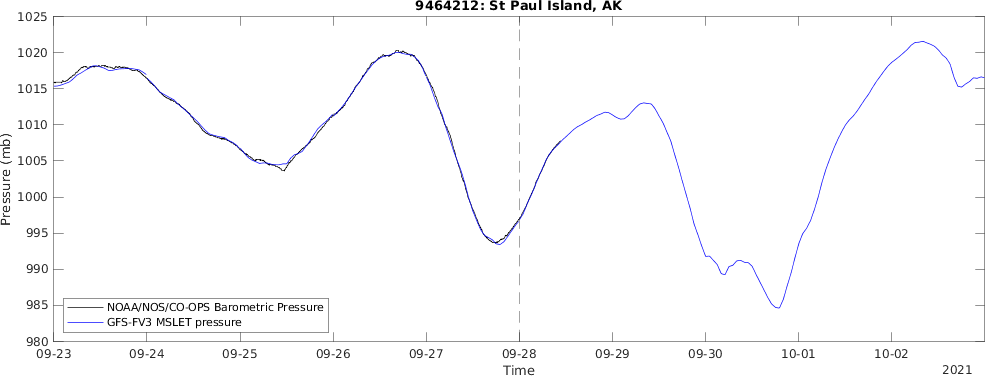 9464212: St Paul Island, AK
1025
1020
1015
1010
1005
1000
995
990
985
980
Pressure (mb)
NOAA/NOS/CO-OPS Barometric Pressure
GFS-FV3 MSLET pressure
09-23 09-24 09-25 09-26 09-27 09-28 09-29 09-30 10-01 10-02
Time
2021